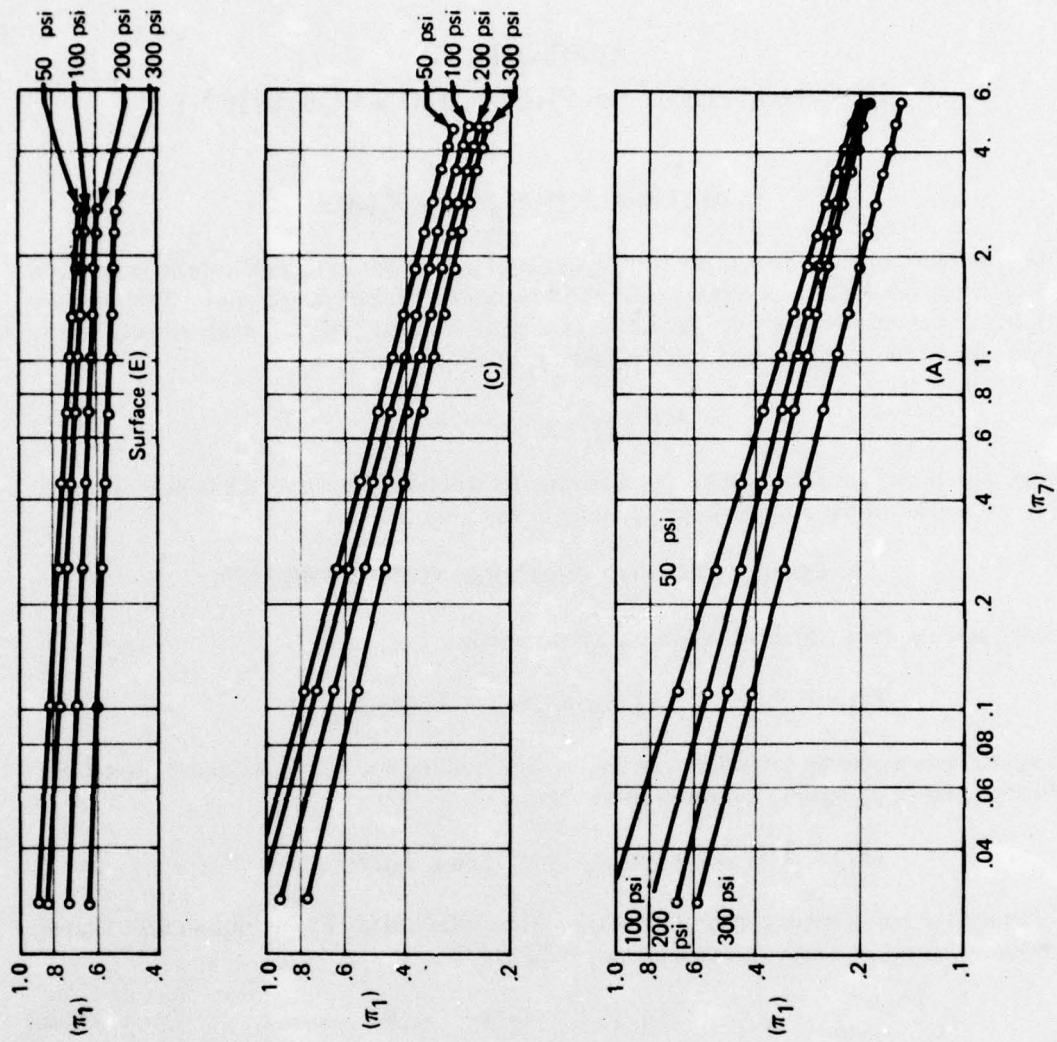 50 psi
100 psi
200 psi
300 psi
Surface (E)
1.0
.8
.6
.4
(π1)
50 psi
100 psi
200 psi
300 psi
(C)
1.0
.8
.6
.4
.2
(π1)
50 psi
100 psi
200 psi
300 psi
(A)
1.0
.8
.6
.4
.2
.1
(π1)
.04
.06
.08
.1
.2
.4
.6
.8
1.
2.
4.
6.
(π7)